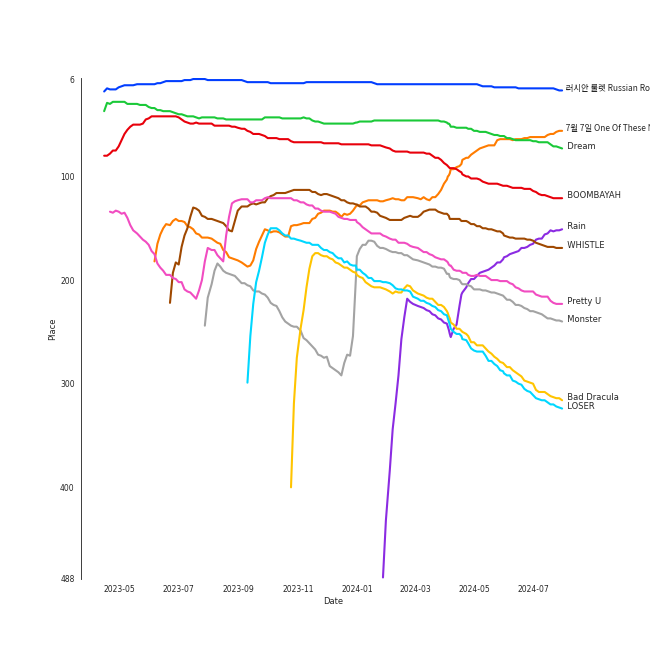 6
100
200
300
400
488
Place
2023-05
2023-07
2023-09
2023-11
2024-01
2024-03
2024-05
2024-07
Date
러시안 룰렛 Russian Ro
7월 7일 One Of These
Dream
BOOMBAYAH
Rain
WHISTLE
Pretty U
Monster
Bad Dracula
LOSER